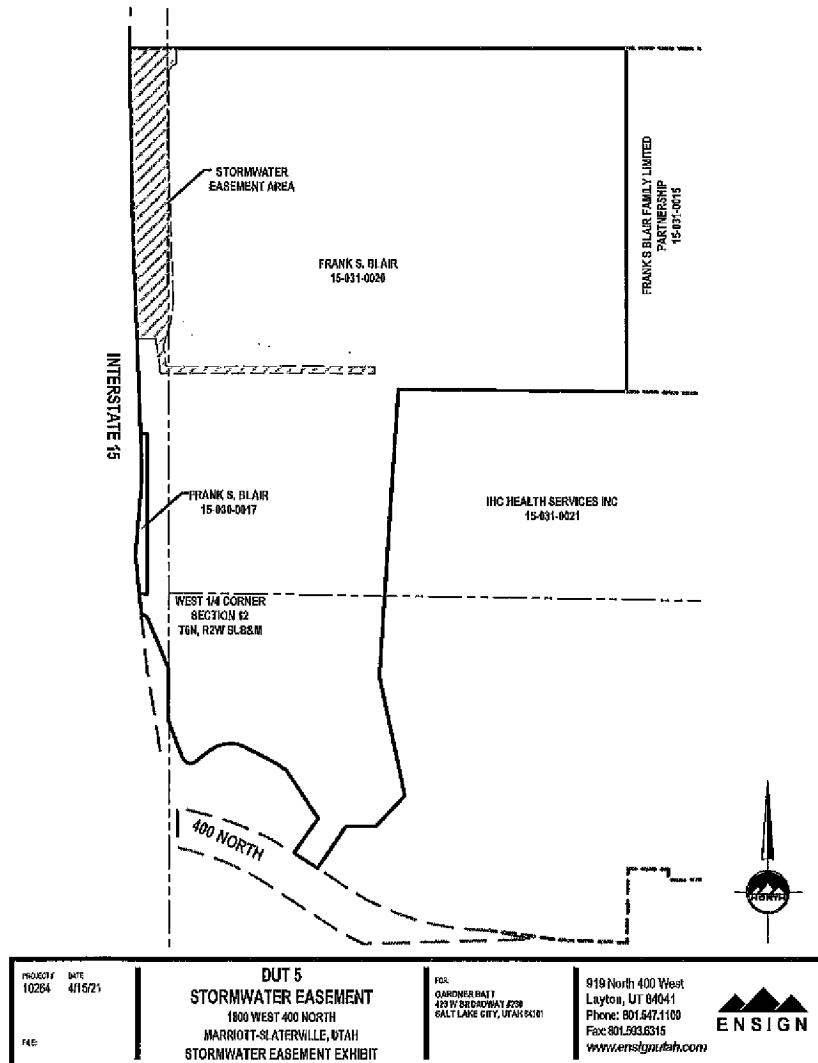 STORMWATER
EASEMENT AREA
FRANK S. BLAIR
15-031-0020
FRANK S BLAIR FAMILY LIMITED
PARTNERSHIP
15-031-0015
INTERSTATE 15
FRANK S. BLAIR
15-030-0017
IHC HEALTH SERVICES INC
15-031-0021
WEST 1/4 CORNER
SECTION 12
T6N, R2W SLB&M
400 NORTH
NORTH
PROJECT # DATE
10284 4/15/21
FILE:
DUT 5
STORMWATER EASEMENT
1800 WEST 400 NORTH
MARRIOTT-SLATERVILLE, UTAH
STORMWATER EASEMENT EXHIBIT
FOR:
GARDNER BATT
SALT LAKE CITY, UTAH 84101
919 North 400 West
Layton, UT 84041
Phone: 801.547.1100
Fax: 801.593.6315
www.ensignutah.com
ENSIGN